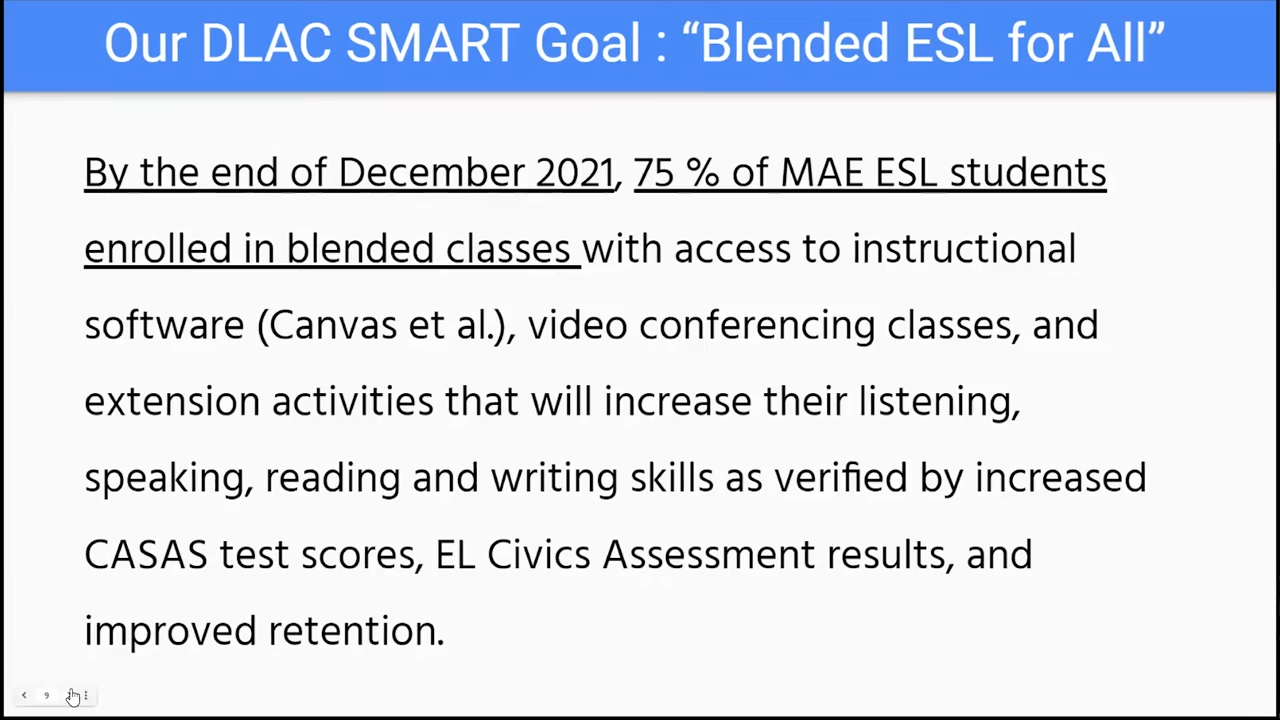 Our DLAC SMART Goal : “Blended ESL for All”
By the end of December 2021, 75 % of MAE ESL students
enrolled in blended classes with access to instructional
software (Canvas et al.), video conferencing classes, and
extension activities that will increase their listening,
speaking, reading and writing skills as verified by increased
CASAS test scores, EL Civics Assessment results, and
improved retention.
9